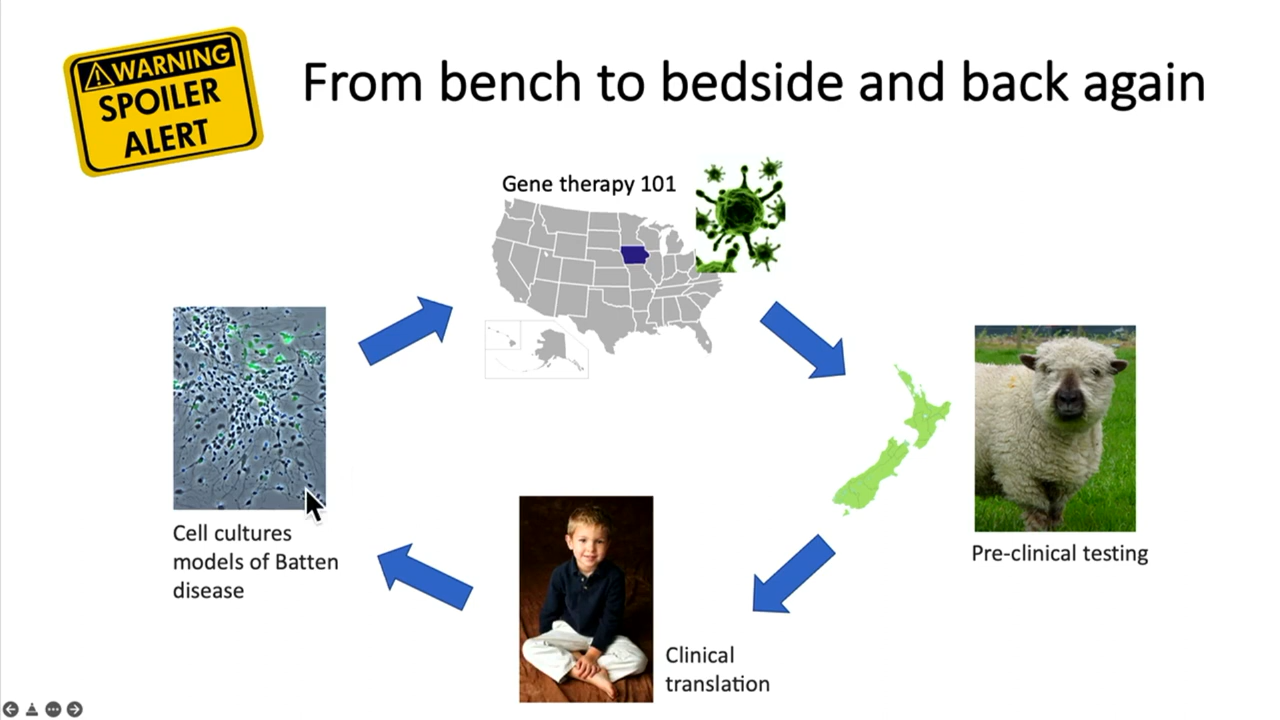 WARNING
SPOILER
ALERT
From bench to bedside and back again
Gene therapy 101
Cell cultures
models of Batten
disease
Pre-clinical testing
Clinical
translation